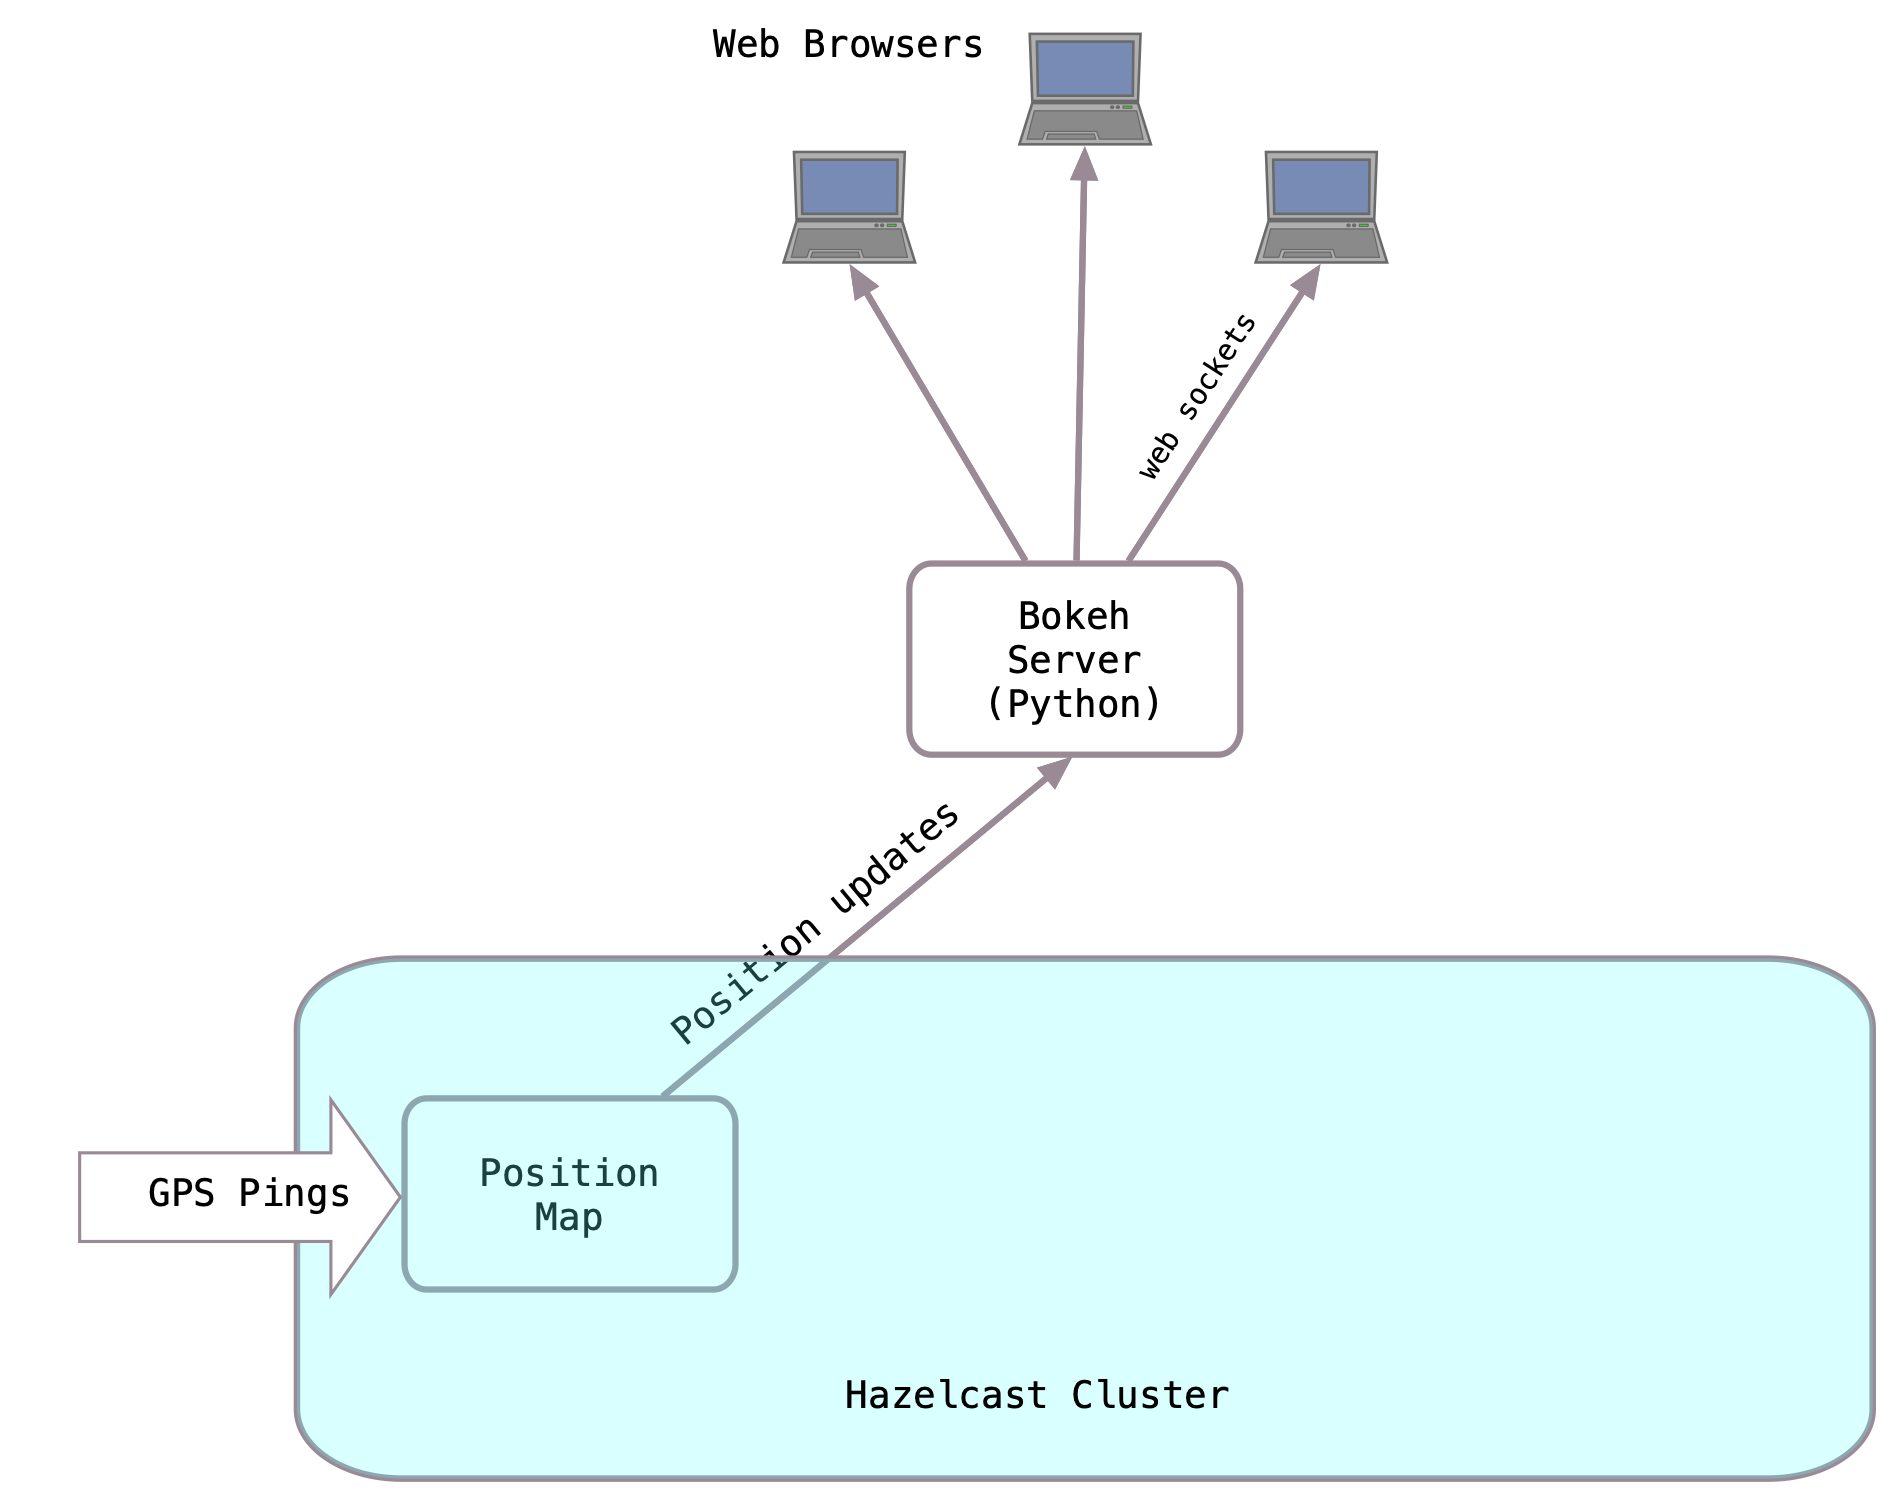 Web Browsers
web sockets
Bokeh
Server
(Python)
Position updates
GPS Pings
Position
Map
Hazelcast Cluster